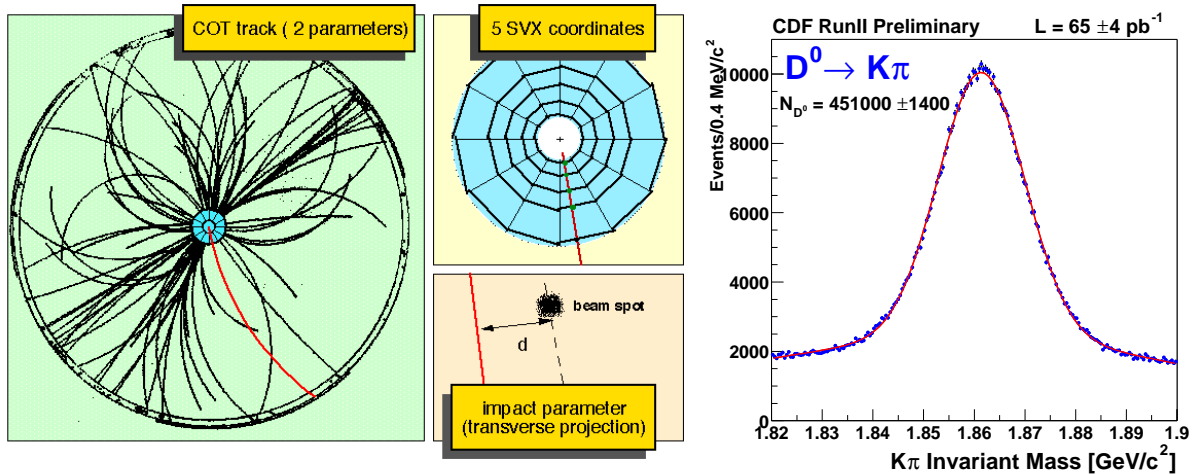 COT track ( 2 parameters)
5 SVX coordinates
beam spot
d
impact parameter
(transverse projection)
CDF RunII Preliminary L = 65 ±4 pb⁻¹
D⁰→ Kπ
N_D⁰ = 451000 ±1400
Events/0.4 MeV/c²
10000
8000
6000
4000
2000
0
1.82 1.83 1.84 1.85 1.86 1.87 1.88 1.89 1.9
Kπ Invariant Mass [GeV/c²]